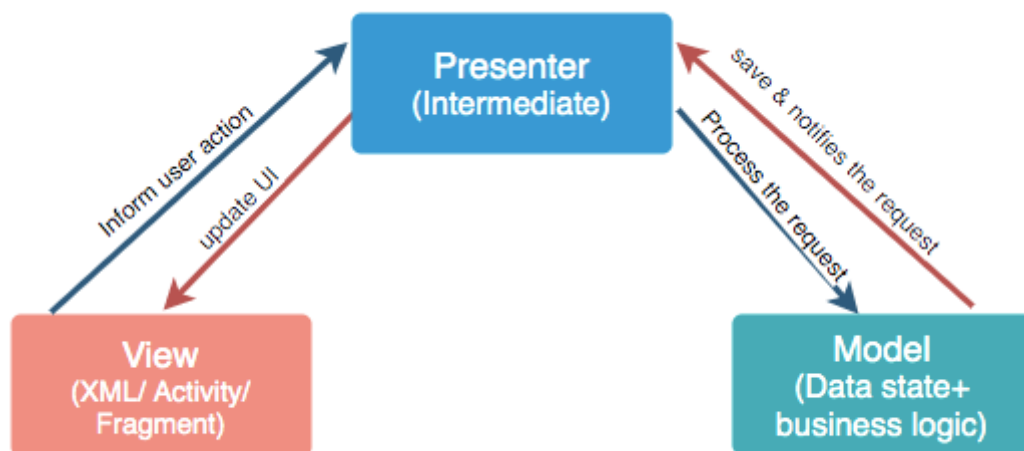 Presenter
(Intermediate)
Inform user action
update UI
Process the request
save & notifies the request
View
(XML/ Activity/
Fragment)
Model
(Data state+
business logic)